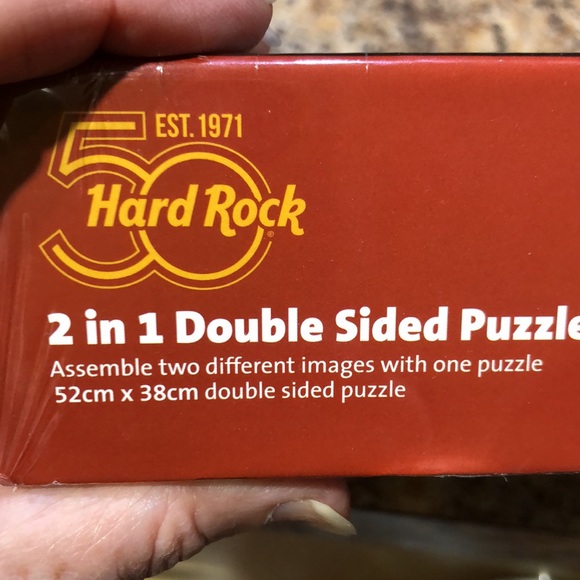 EST. 1971
50
Hard Rock
2 in 1 Double Sided Puzzle
Assemble two different images with one puzzle
52cm x 38cm double sided puzzle